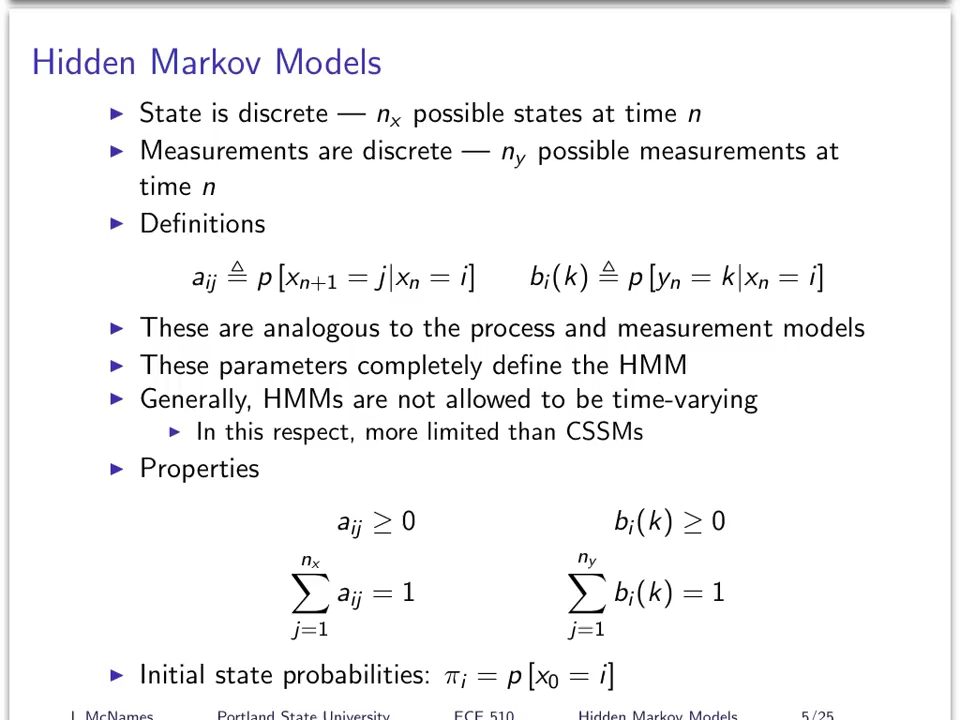 Hidden Markov Models
▶ State is discrete — nₓ possible states at time n
▶ Measurements are discrete — n_y possible measurements at
time n
▶ Definitions
a_ij ≜ p [x_{n+1} = j|x_n = i]    b_i(k) ≜ p [y_n = k|x_n = i]
▶ These are analogous to the process and measurement models
▶ These parameters completely define the HMM
▶ Generally, HMMs are not allowed to be time-varying
▶ In this respect, more limited than CSSMs
▶ Properties
a_ij ≥ 0    b_i(k) ≥ 0
∑_{j=1}^{n_x} a_ij = 1    ∑_{j=1}^{n_y} b_i(k) = 1
▶ Initial state probabilities: π_i = p [x_0 = i]
J. McNames    Portland State University    ECE 510    Hidden Markov Models    5/25